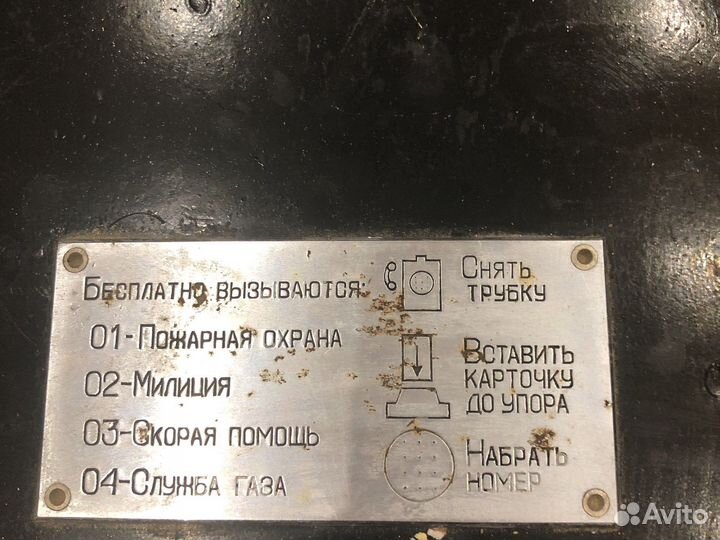 Бесплатно вызываются:
01-Пожарная охрана
02-Милиция
03-Скорая помощь
04-Служба газа
Снять
трубку
Вставить
карточку
до упора
Набрать
номер
Avito